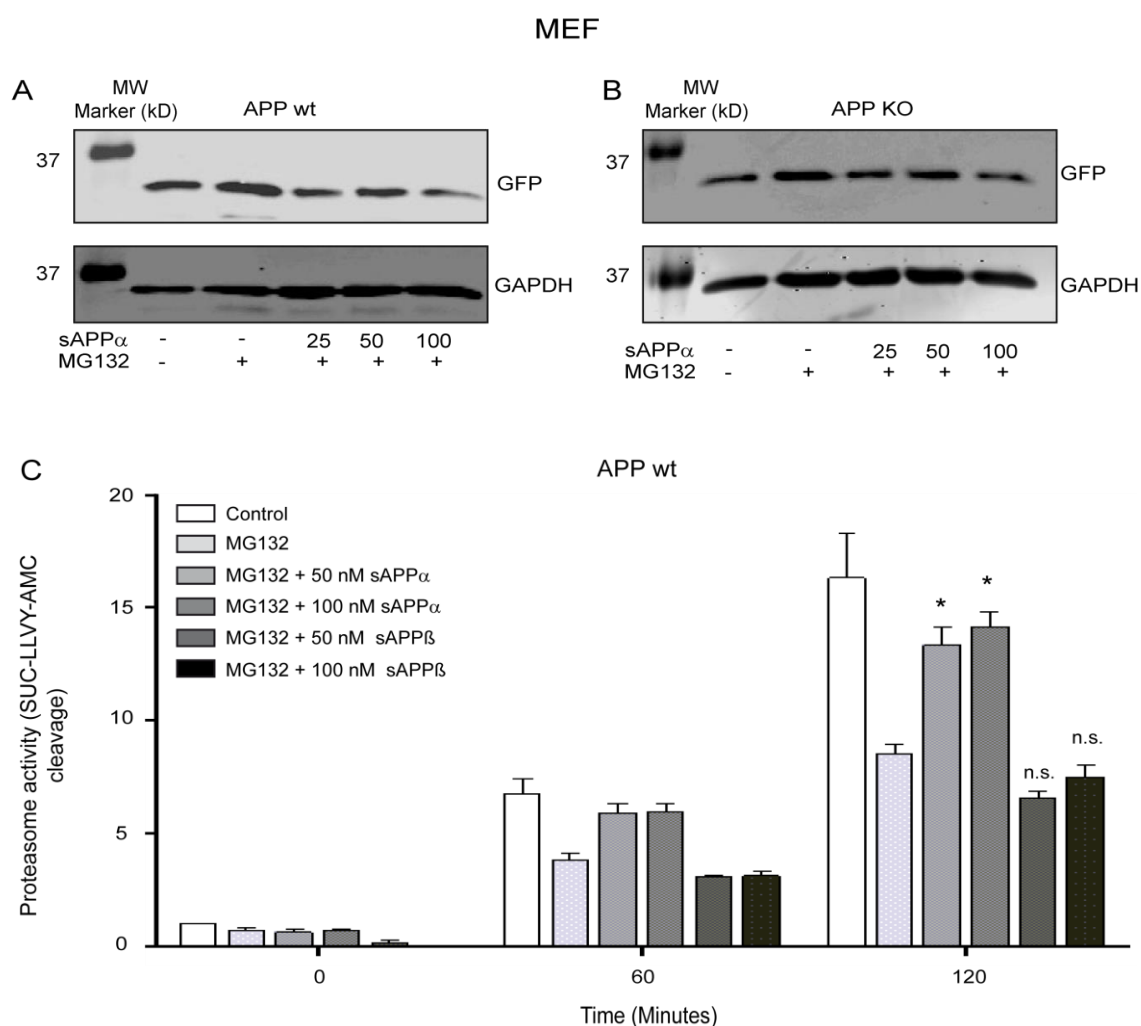 MEF
A
MW
Marker (kD)
APP wt
37
GFP
37
GAPDH
sAPPα - - 25 50 100
MG132 - + + + +
B
MW
Marker (kD)
APP KO
37
GFP
37
GAPDH
sAPPα - - 25 50 100
MG132 - + + + +
C
APP wt
Proteasome activity (SUC-LLVY-AMC
cleavage)
20
15
10
5
0
Control
MG132
MG132 + 50 nM sAPPα
MG132 + 100 nM sAPPα
MG132 + 50 nM sAPPß
MG132 + 100 nM sAPPß
* *
n.s. n.s.
0 60 120
Time (Minutes)